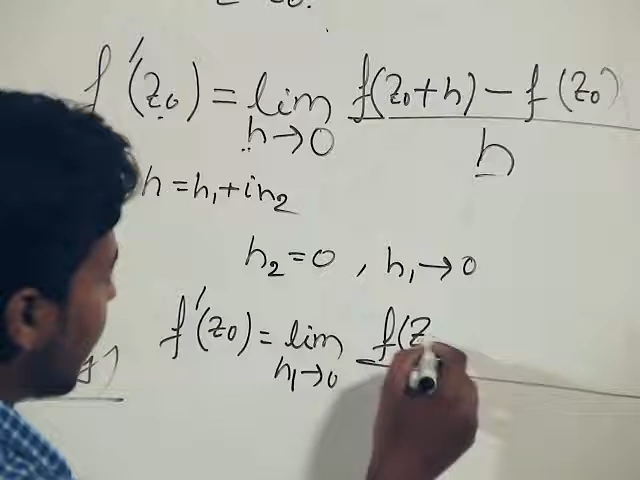 f'(z₀) = lim h→0 f(z₀+h) − f(z₀) / h
h = h₁ + ih₂
h₂ = 0 , h₁ → 0
f'(z₀) = lim h₁→0 f(z